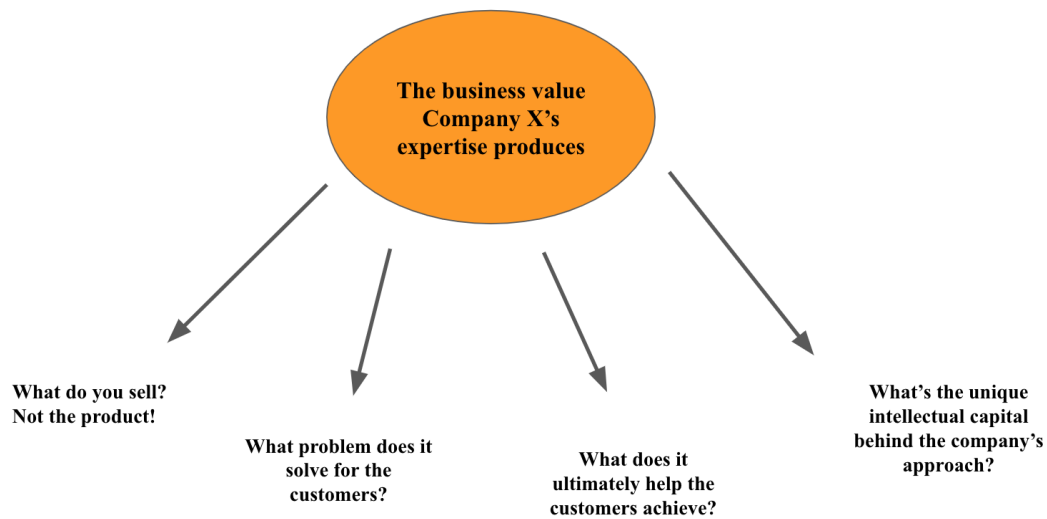 The business value
Company X’s
expertise produces
What do you sell?
Not the product!
What problem does it
solve for the
customers?
What does it
ultimately help the
customers achieve?
What’s the unique
intellectual capital
behind the company’s
approach?